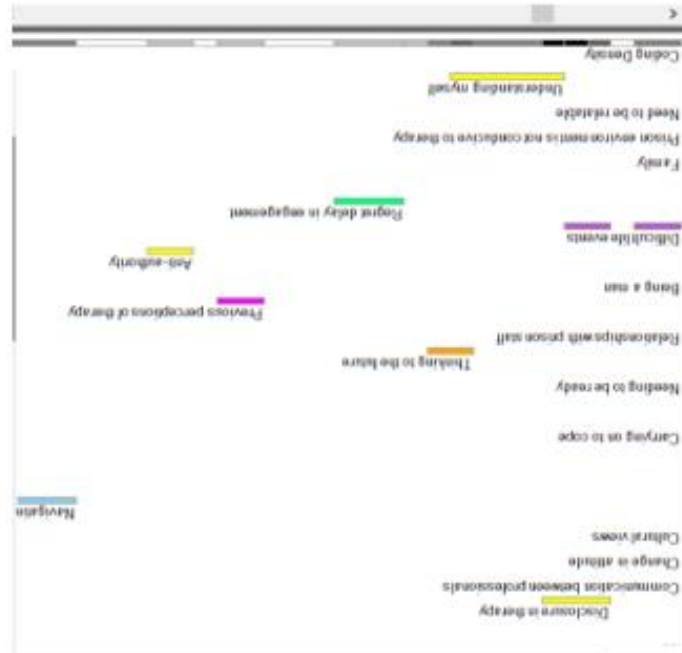 Disclosure in therapy
Communication between professionals
Change in attitude
Cultural views
Navigatin
Carrying on to cope
Needing to be ready
Thinking to the future
Relationships with prison staff
Previous perceptions of therapy
Being a man
Anti-authority
Difficult life events
Regret delay in engagement
Family
Prison environment is not conducive to therapy
Need to be relatable
Understanding myself
Coding Density